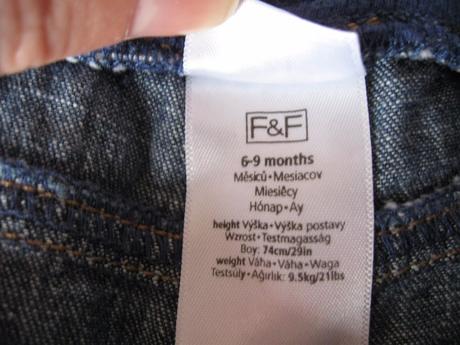 F&F
6-9 months
Měsíců • Mesiacov
Miesięcy
Hónap • Ay
height Výška • Výška postavy
Wzrost • Testmagasság
Boy: 74cm/29in
weight Váha • Váha • Waga
Testsúly • Ağırlık: 9.5kg/21lbs